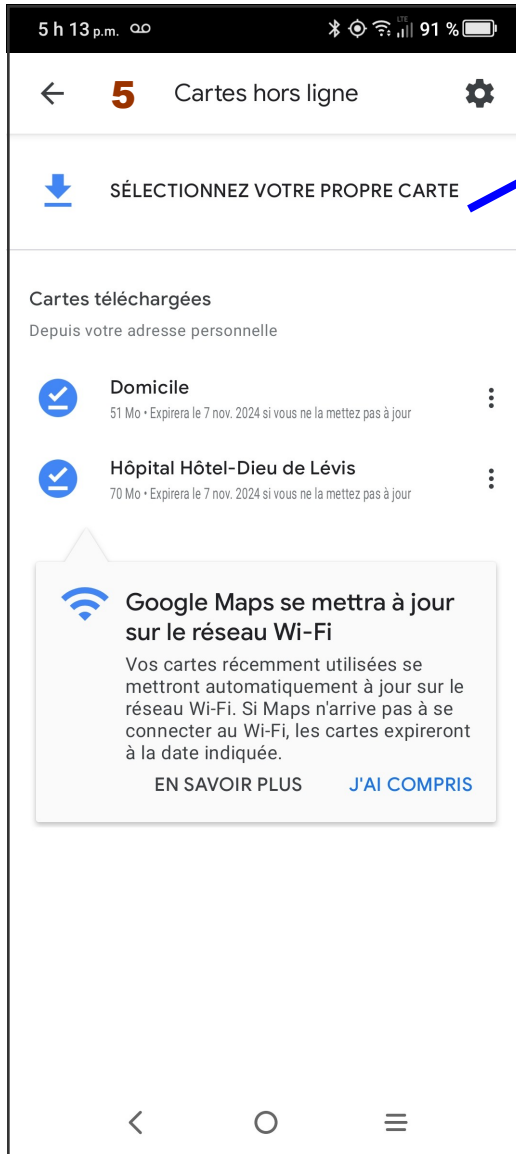 5 h 13 p.m. LTE 91 %
5 Cartes hors ligne
SÉLECTIONNEZ VOTRE PROPRE CARTE
Cartes téléchargées
Depuis votre adresse personnelle
Domicile
51 Mo • Expirera le 7 nov. 2024 si vous ne la mettez pas à jour
Hôpital Hôtel-Dieu de Lévis
70 Mo • Expirera le 7 nov. 2024 si vous ne la mettez pas à jour
Google Maps se mettra à jour
sur le réseau Wi-Fi
Vos cartes récemment utilisées se
mettront automatiquement à jour sur le
réseau Wi-Fi. Si Maps n'arrive pas à se
connecter au Wi-Fi, les cartes expireront
à la date indiquée.
EN SAVOIR PLUS J'AI COMPRIS